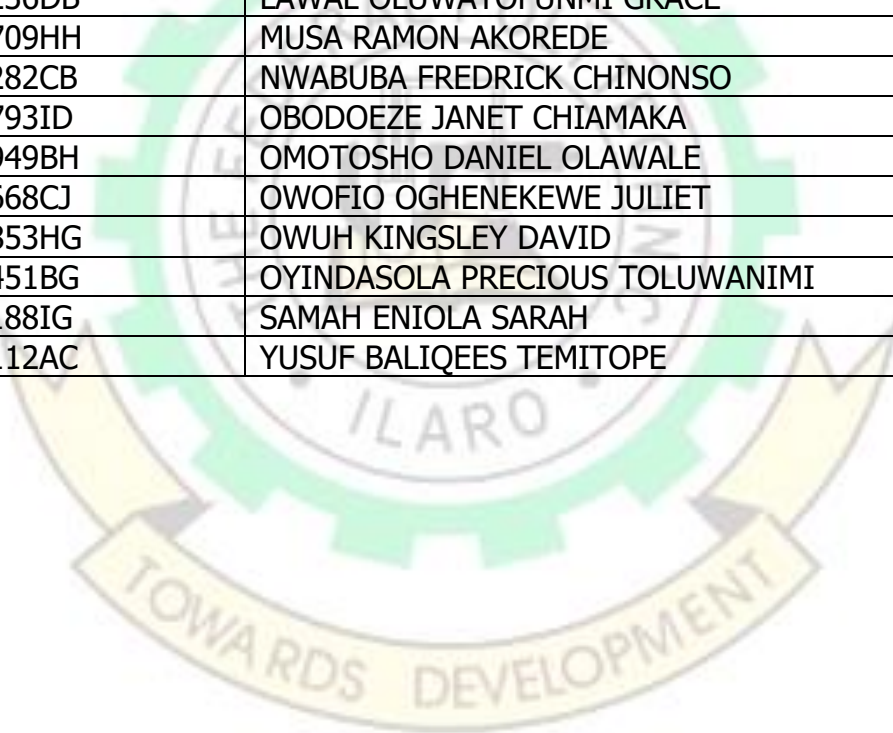 709HH MUSA RAMON AKOREDE
282CB NWABUBA FREDRICK CHINONSO
793ID OBODOEZE JANET CHIAMAKA
949BH OMOTOSHO DANIEL OLAWALE
568CJ OWOFIO OGHENEKEWE JULIET
353HG OWUH KINGSLEY DAVID
451BG OYINDASOLA PRECIOUS TOLUWANIMI
188IG SAMAH ENIOLA SARAH
112AC YUSUF BALIQEES TEMITOPE
ILARO
TOWARDS DEVELOPMENT